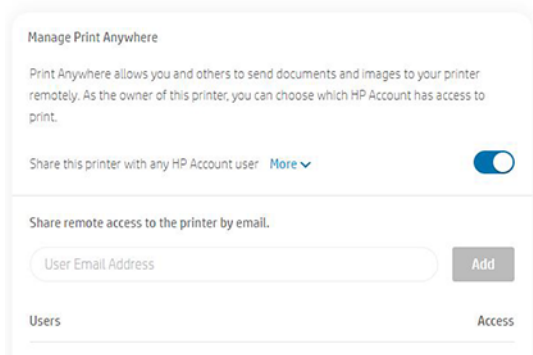 Manage Print Anywhere
Print Anywhere allows you and others to send documents and images to your printer
remotely. As the owner of this printer, you can choose which HP Account has access to
print.
Share this printer with any HP Account user More
Share remote access to the printer by email.
User Email Address Add
Users Access